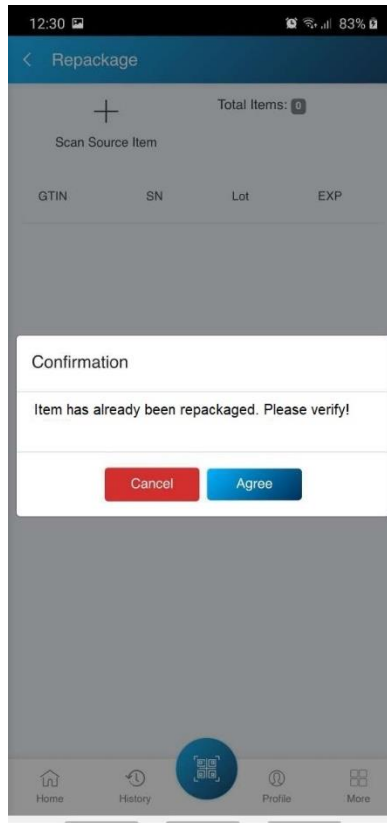 12:30 83%
Repackage
Total Items: 0
Scan Source Item
GTIN SN Lot EXP
Confirmation
Item has already been repackaged. Please verify!
Cancel Agree
Home History Profile More